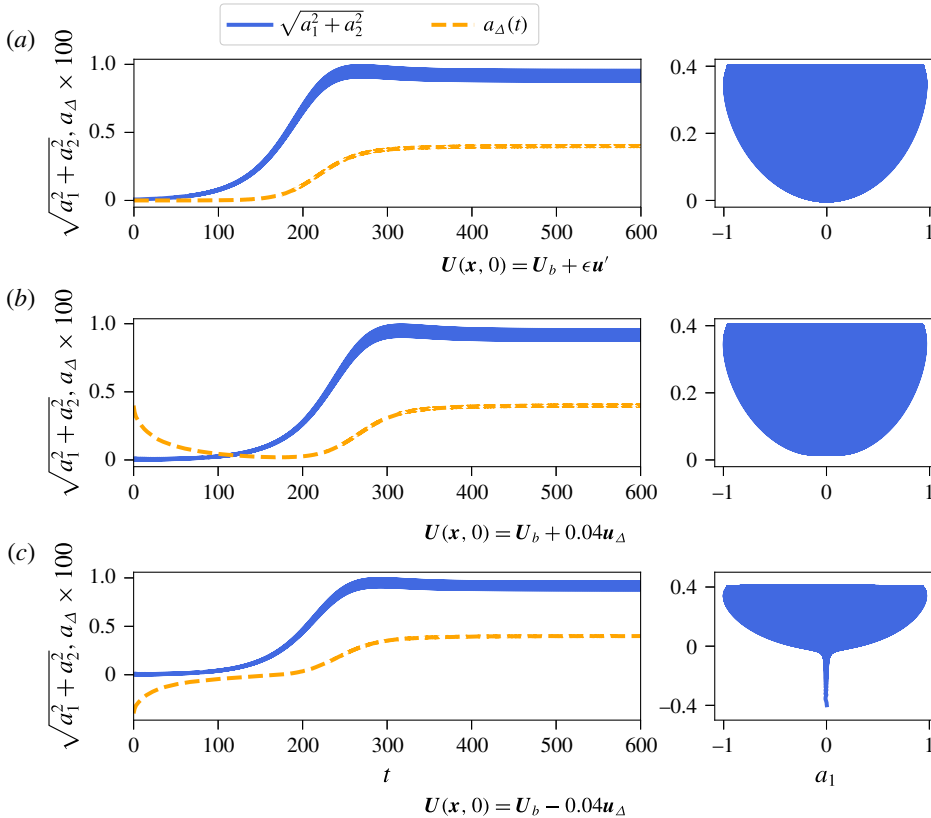 √a₁² + a₂² a_Δ(t)
(a)
√a₁² + a₂², a_Δ × 100
1.0
0.5
0
0 100 200 300 400 500 600
0.4
0.2
0
−1 0 1
U(x, 0) = U_b + ϵu′
(b)
√a₁² + a₂², a_Δ × 100
1.0
0.5
0
0 100 200 300 400 500 600
0.4
0.2
0
−1 0 1
U(x, 0) = U_b + 0.04u_Δ
(c)
√a₁² + a₂², a_Δ × 100
1.0
0.5
0
0 100 200 300 400 500 600
t
0.4
0
−0.4
−1 0 1
a₁
U(x, 0) = U_b − 0.04u_Δ